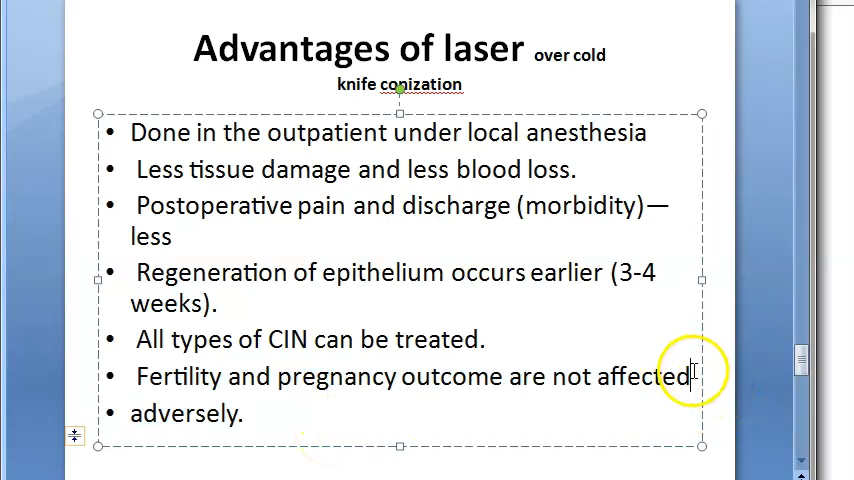 Advantages of laser over cold
knife conization
• Done in the outpatient under local anesthesia
• Less tissue damage and less blood loss.
• Postoperative pain and discharge (morbidity)—
less
• Regeneration of epithelium occurs earlier (3-4
weeks).
• All types of CIN can be treated.
• Fertility and pregnancy outcome are not affected
• adversely.